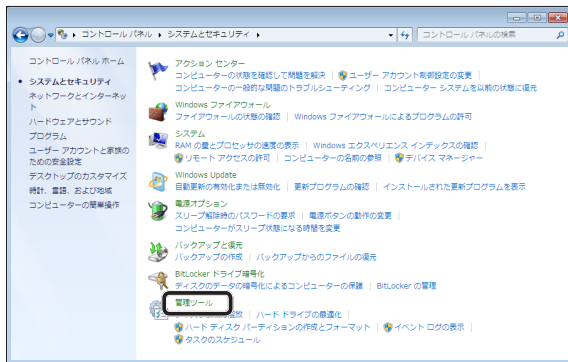 コントロール パネル ▸ システムとセキュリティ ▸
コントロール パネルの検索
コントロール パネル ホーム
システムとセキュリティ
ネットワークとインターネッ
ト
ハードウェアとサウンド
プログラム
ユーザー アカウントと家族の
ための安全設定
デスクトップのカスタマイズ
時計、言語、および地域
コンピューターの簡単操作
アクション センター
コンピューターの状態を確認して問題を解決 | ユーザー アカウント制御設定の変更 |
コンピューターの一般的な問題のトラブルシューティング | コンピューター システムを以前の状態に復元
Windows ファイアウォール
ファイアウォールの状態の確認 | Windows ファイアウォールによるプログラムの許可
システム
RAM の量とプロセッサの速度の表示 | Windows エクスペリエンス インデックスの確認 |
リモート アクセスの許可 | コンピューターの名前の参照 | デバイス マネージャー
Windows Update
自動更新の有効化または無効化 | 更新プログラムの確認 | インストールされた更新プログラムを表示
電源オプション
スリープ解除時のパスワードの要求 | 電源ボタンの動作の変更 |
コンピューターがスリープ状態になる時間を変更
バックアップと復元
バックアップの作成 | バックアップからのファイルの復元
BitLocker ドライブ暗号化
ディスクのデータの暗号化によるコンピューターの保護 | BitLocker の管理
管理ツール
| ハード ドライブの最適化 |
ハード ディスク パーティションの作成とフォーマット | イベント ログの表示 |
タスクのスケジュール